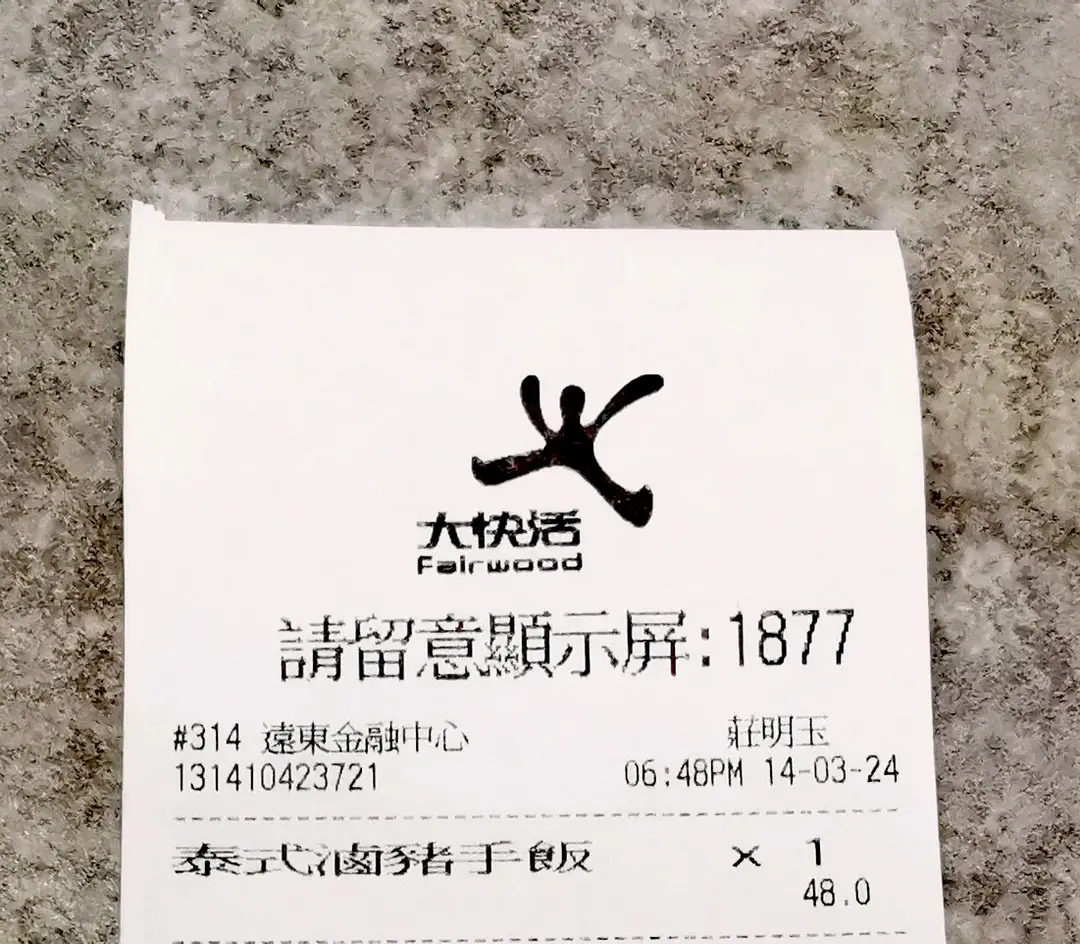 大快活
Fairwood
請留意顯示屏:1877
#314 遠東金融中心 莊明玉
131410423721 06:48PM 14-03-24
泰式滷豬手飯 × 1
48.0